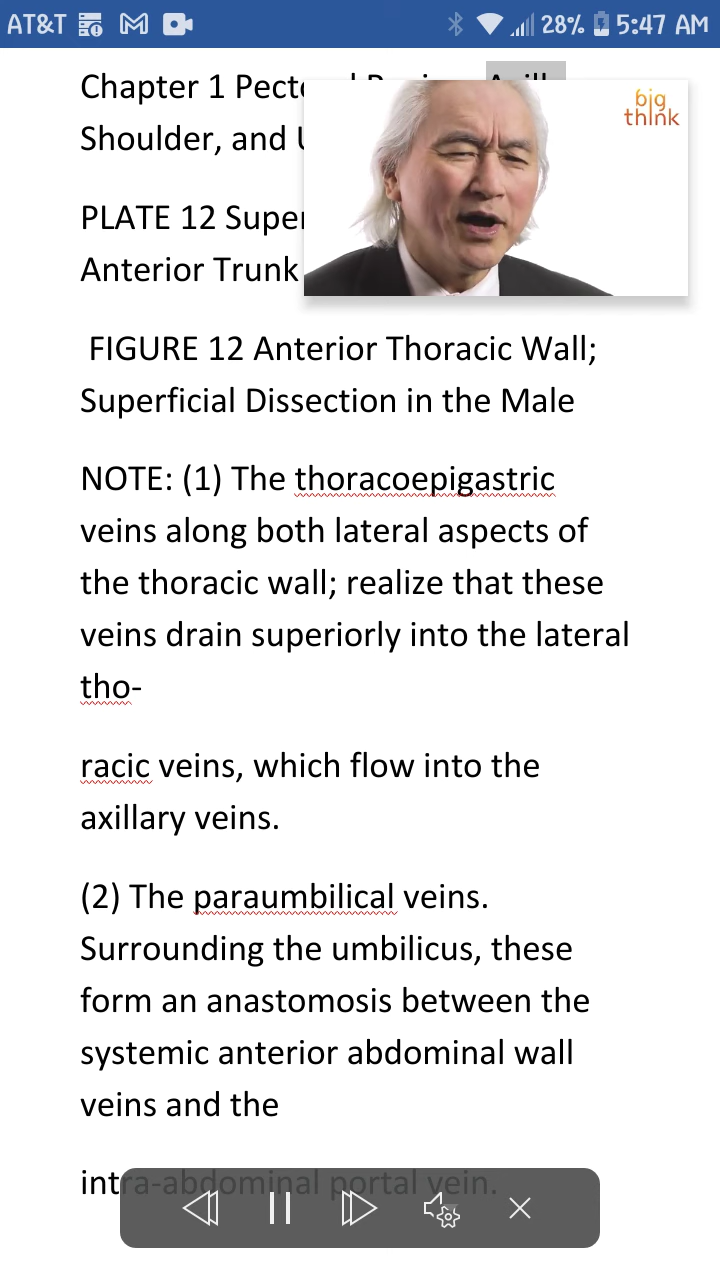 AT&T 28% 5:47 AM
Chapter 1
big
think
Shoulder, and
PLATE 12
Anterior Trunk
FIGURE 12 Anterior Thoracic Wall;
Superficial Dissection in the Male
NOTE: (1) The thoracoepigastric
veins along both lateral aspects of
the thoracic wall; realize that these
veins drain superiorly into the lateral
tho-
racic veins, which flow into the
axillary veins.
(2) The paraumbilical veins.
Surrounding the umbilicus, these
form an anastomosis between the
systemic anterior abdominal wall
veins and the
intra-abdominal portal vein.